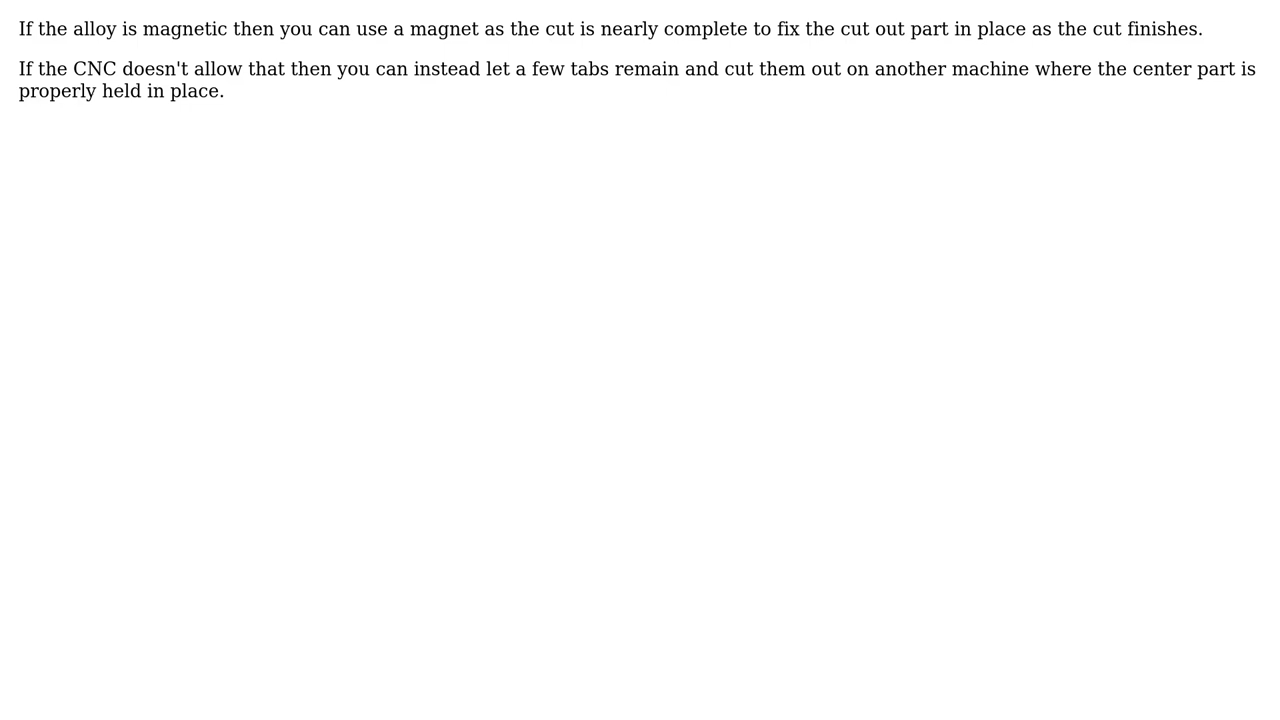 If the alloy is magnetic then you can use a magnet as the cut is nearly complete to fix the cut out part in place as the cut finishes.
If the CNC doesn't allow that then you can instead let a few tabs remain and cut them out on another machine where the center part is
properly held in place.